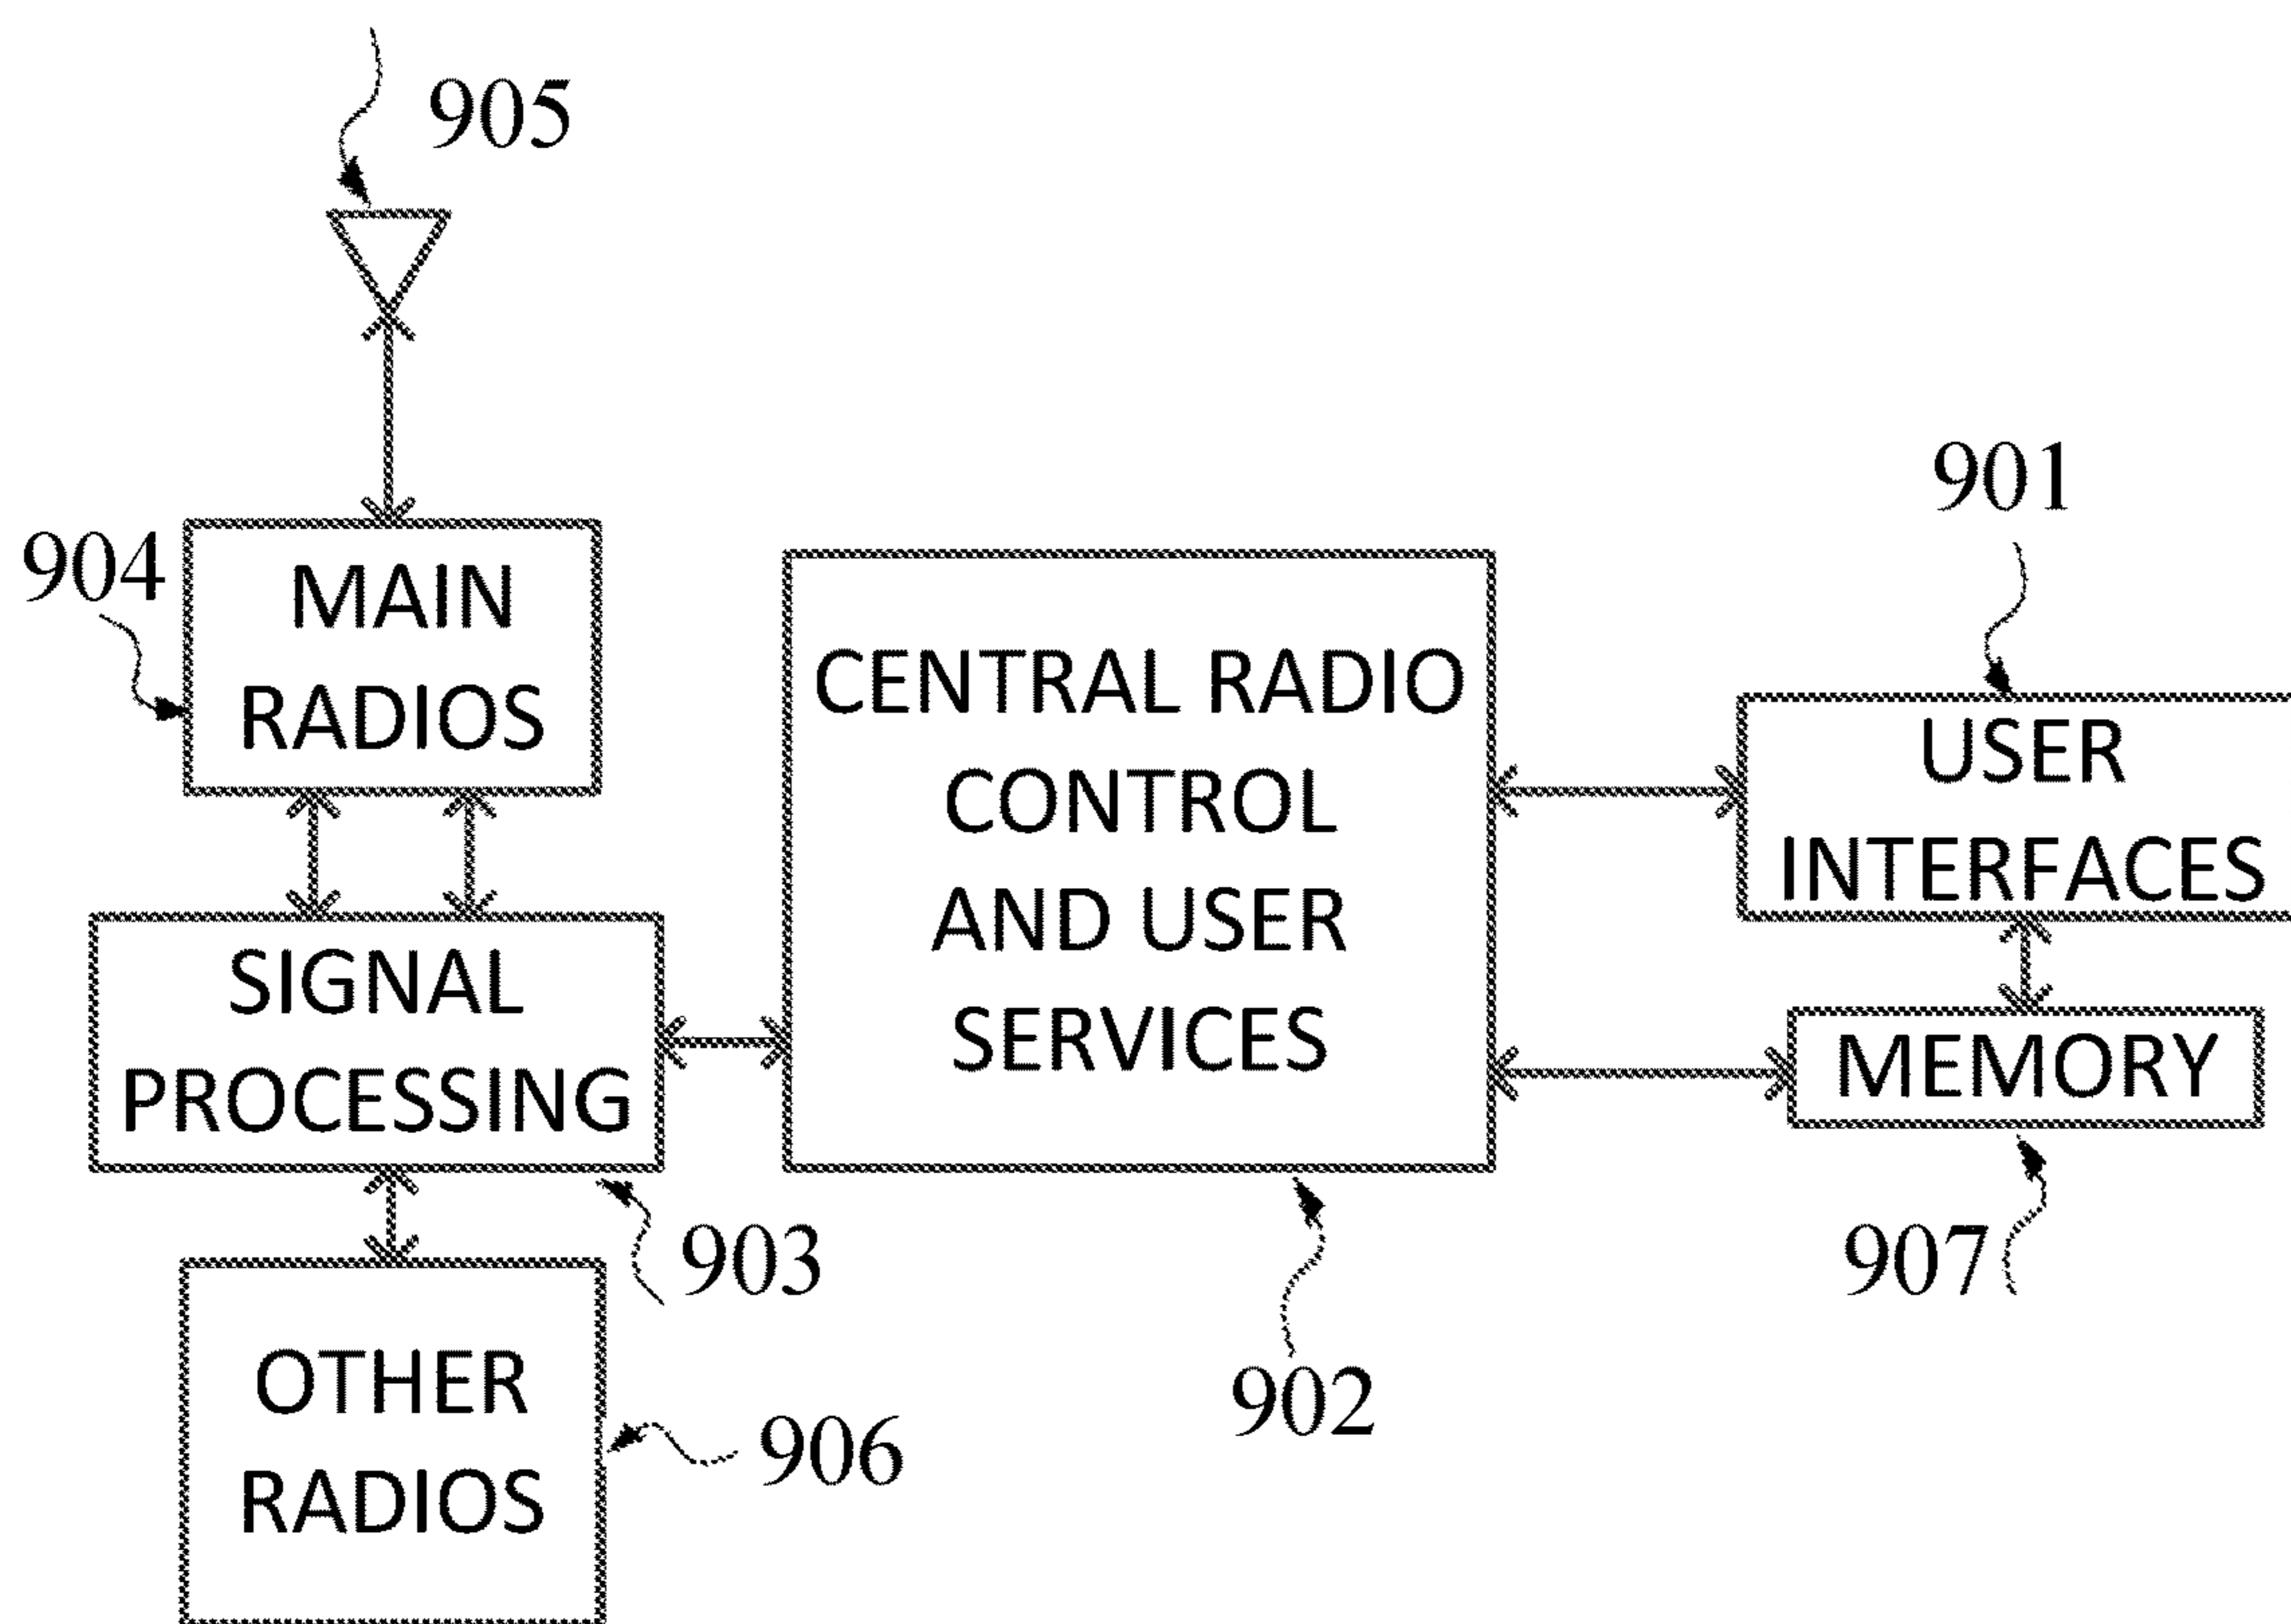 905
904
MAIN
RADIOS
SIGNAL
PROCESSING
903
OTHER
RADIOS
906
CENTRAL RADIO
CONTROL
AND USER
SERVICES
902
901
USER
INTERFACES
MEMORY
907